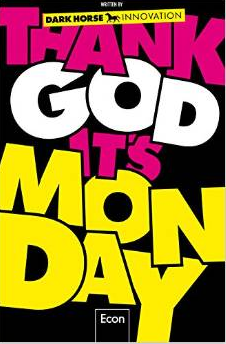 WRITTEN BY
DARK HORSE INNOVATION
THANK
GOD
IT'S
MON
DAY
Econ